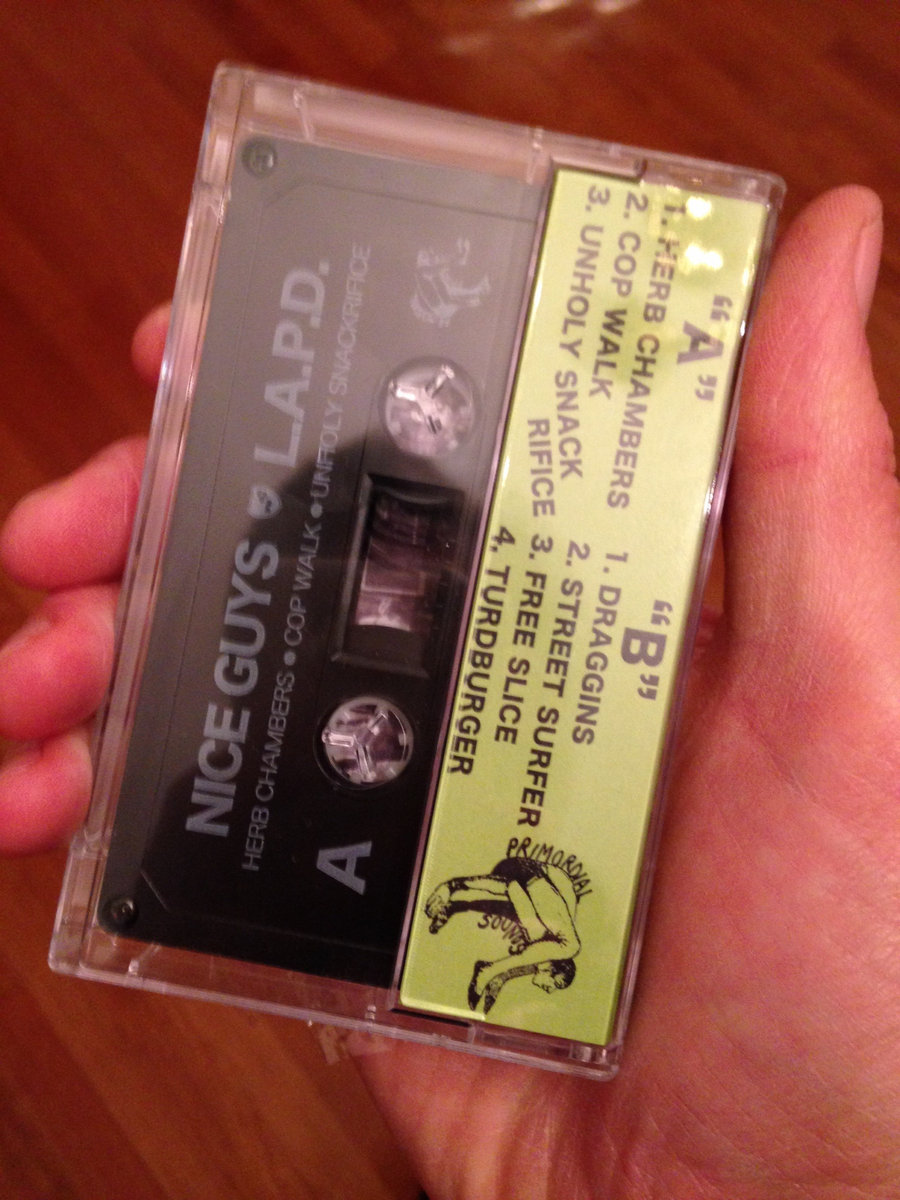 "A"
1. HERB CHAMBERS
2. COP WALK
3. UNHOLY SNACK
RIFICE
"B"
1. DRAGGINS
2. STREET SURFER
3. FREE SLICE
4. TURDBURGER
PRIMORDIAL
SOUNDS
NICE GUYS L.A.P.D.
HERB CHAMBERS • COP WALK • UNHOLY SNACKRIFICE
A